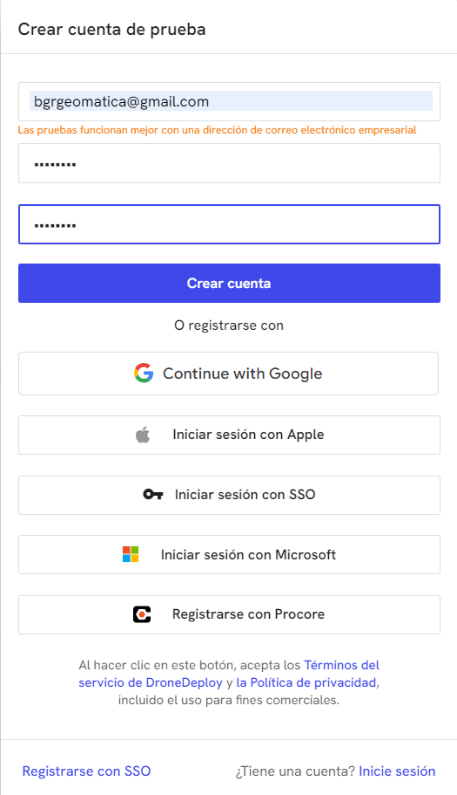 Crear cuenta de prueba
bgrgeomatica@gmail.com
Las pruebas funcionan mejor con una dirección de correo electrónico empresarial
••••••••
••••••••
Crear cuenta
O registrarse con
Continue with Google
Iniciar sesión con Apple
Iniciar sesión con SSO
Iniciar sesión con Microsoft
Registrarse con Procore
Al hacer clic en este botón, acepta los Términos del
servicio de DroneDeploy y la Política de privacidad,
incluido el uso para fines comerciales.
Registrarse con SSO ¿Tiene una cuenta? Inicie sesión